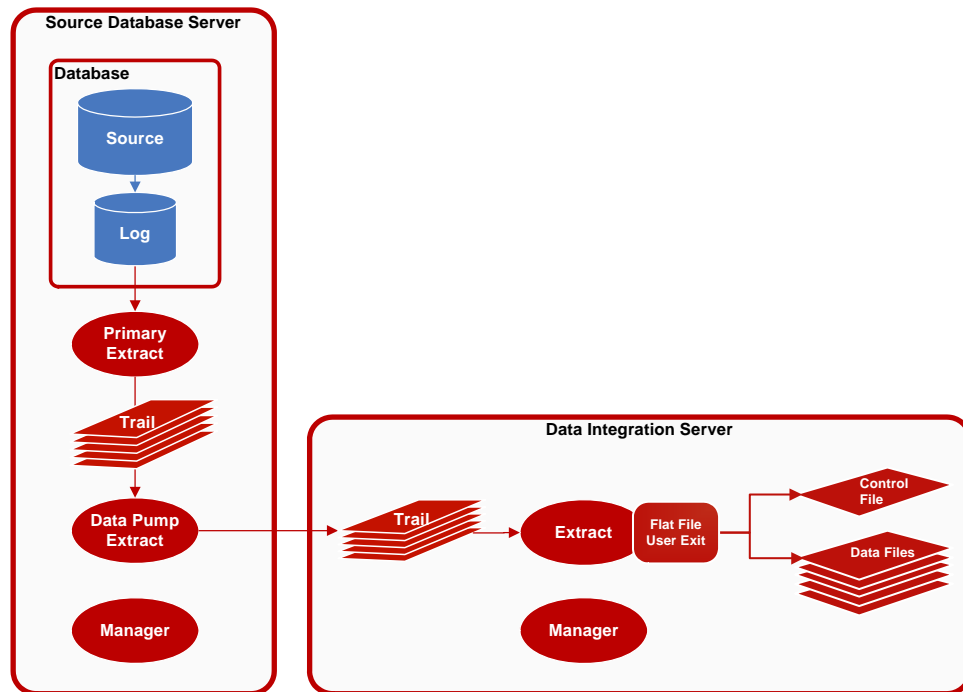 Source Database Server
Database
Source
Log
Primary
Extract
Trail
Data Pump
Extract
Manager
Data Integration Server
Trail
Extract
Flat File
User Exit
Control
File
Data Files
Manager